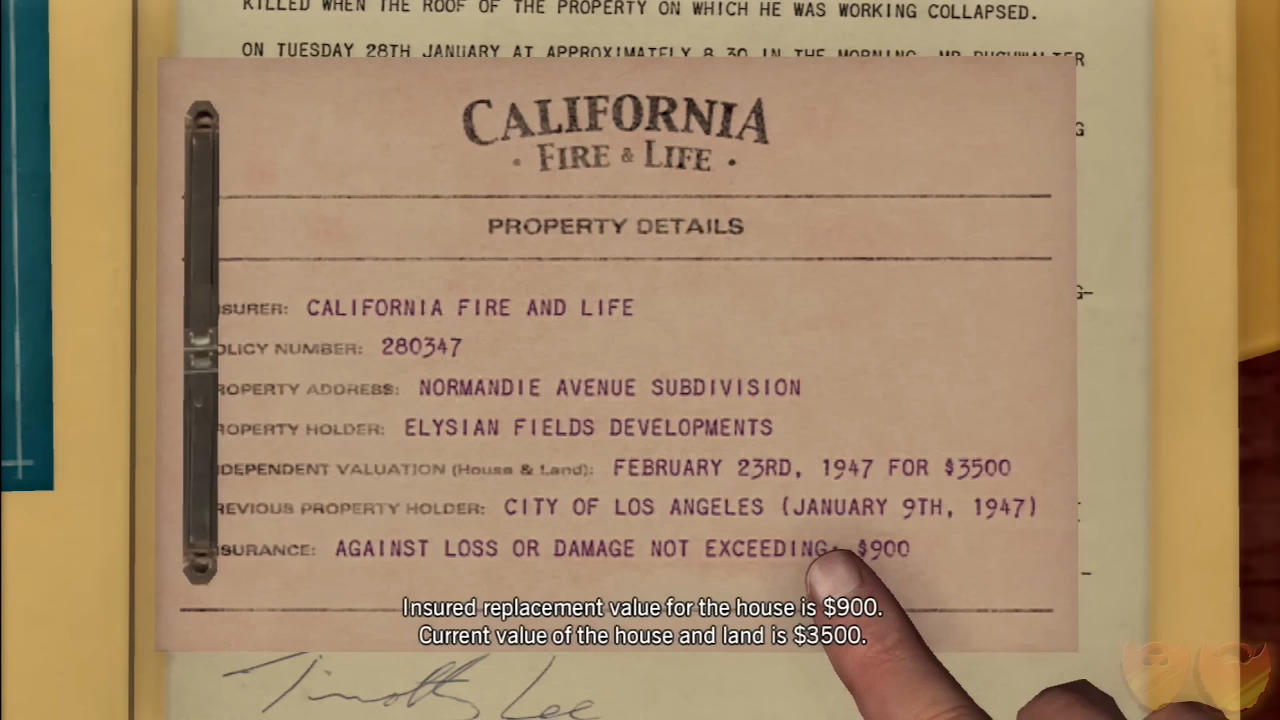 KILLED WHEN THE ROOF OF THE PROPERTY ON WHICH HE WAS WORKING COLLAPSED.
ON TUESDAY 28TH JANUARY AT APPROXIMATELY 8.30 IN THE MORNING, MR BUCHWALTER
CALIFORNIA
· FIRE & LIFE ·
PROPERTY DETAILS
SURER: CALIFORNIA FIRE AND LIFE
OLICY NUMBER: 280347
ROPERTY ADDRESS: NORMANDIE AVENUE SUBDIVISION
ROPERTY HOLDER: ELYSIAN FIELDS DEVELOPMENTS
DEPENDENT VALUATION (House & Land): FEBRUARY 23RD, 1947 FOR $3500
REVIOUS PROPERTY HOLDER: CITY OF LOS ANGELES (JANUARY 9TH, 1947)
SURANCE: AGAINST LOSS OR DAMAGE NOT EXCEEDING: $900
Insured replacement value for the house is $900.
Current value of the house and land is $3500.
Timothy Lee